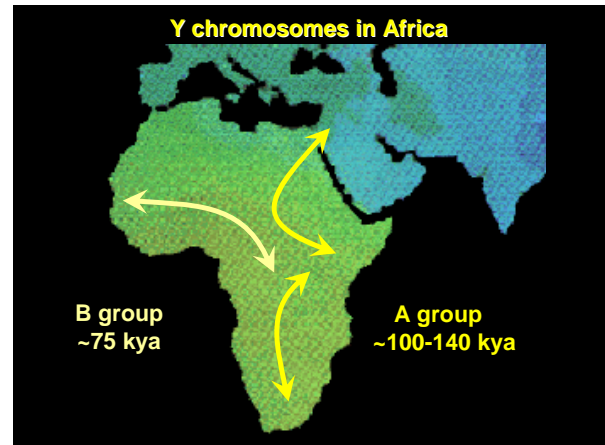 Y chromosomes in Africa
B group
~75 kya
A group
~100-140 kya